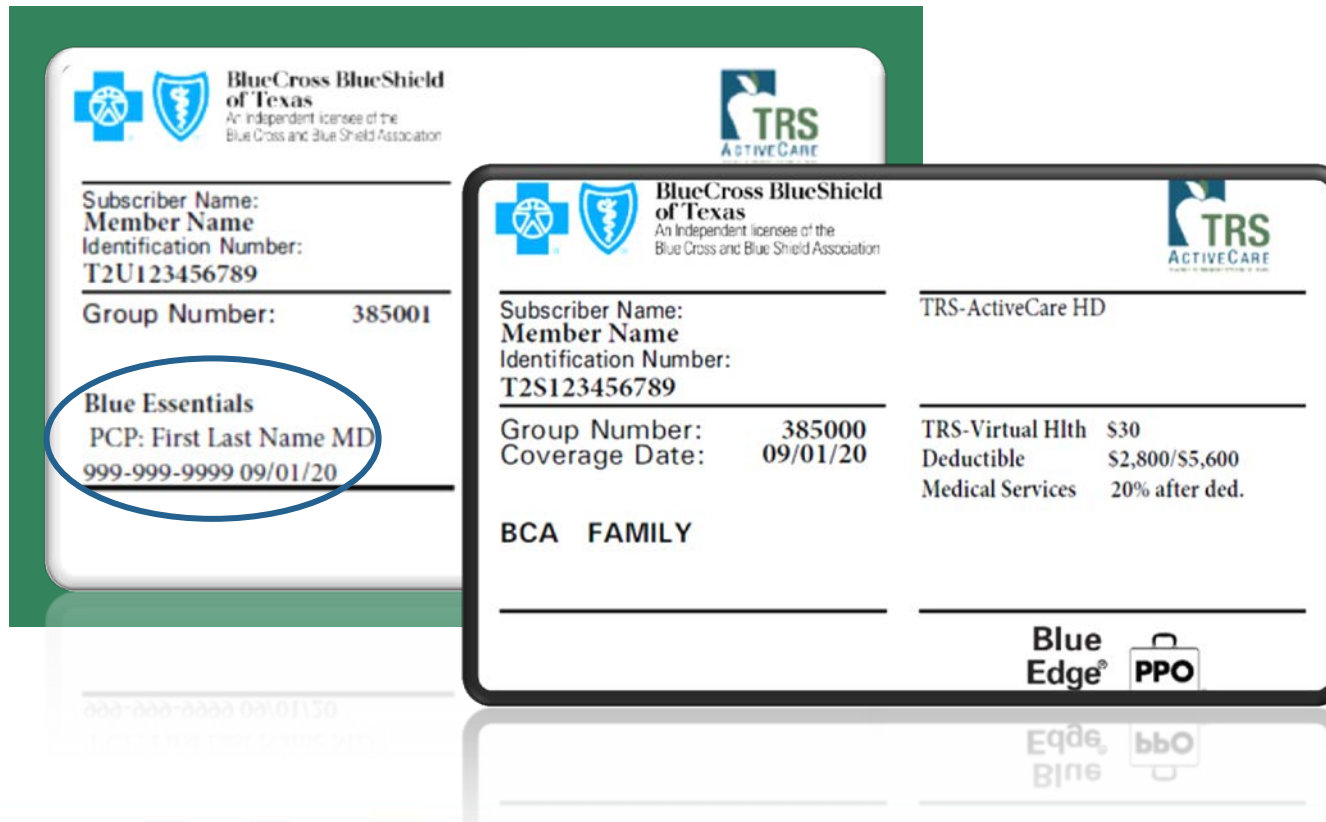 BlueCross BlueShield
of Texas
An Independent licensee of the
Blue Cross and Blue Shield Association
TRS
ACTIVECARE
Subscriber Name:
Member Name
Identification Number:
T2U123456789
Group Number: 385001
Blue Essentials
PCP: First Last Name MD
999-999-9999 09/01/20
BlueCross BlueShield
of Texas
An Independent licensee of the
Blue Cross and Blue Shield Association
TRS
ACTIVECARE
Subscriber Name:
Member Name
Identification Number:
T2S123456789
TRS-ActiveCare HD
Group Number: 385000
Coverage Date: 09/01/20
BCA FAMILY
TRS-Virtual Hlth $30
Deductible $2,800/$5,600
Medical Services 20% after ded.
Blue
Edge®
PPO